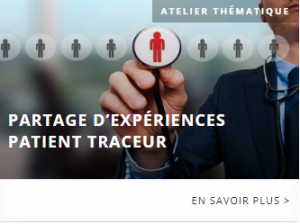 ATELIER THÉMATIQUE
PARTAGE D'EXPÉRIENCES
PATIENT TRACEUR
EN SAVOIR PLUS >